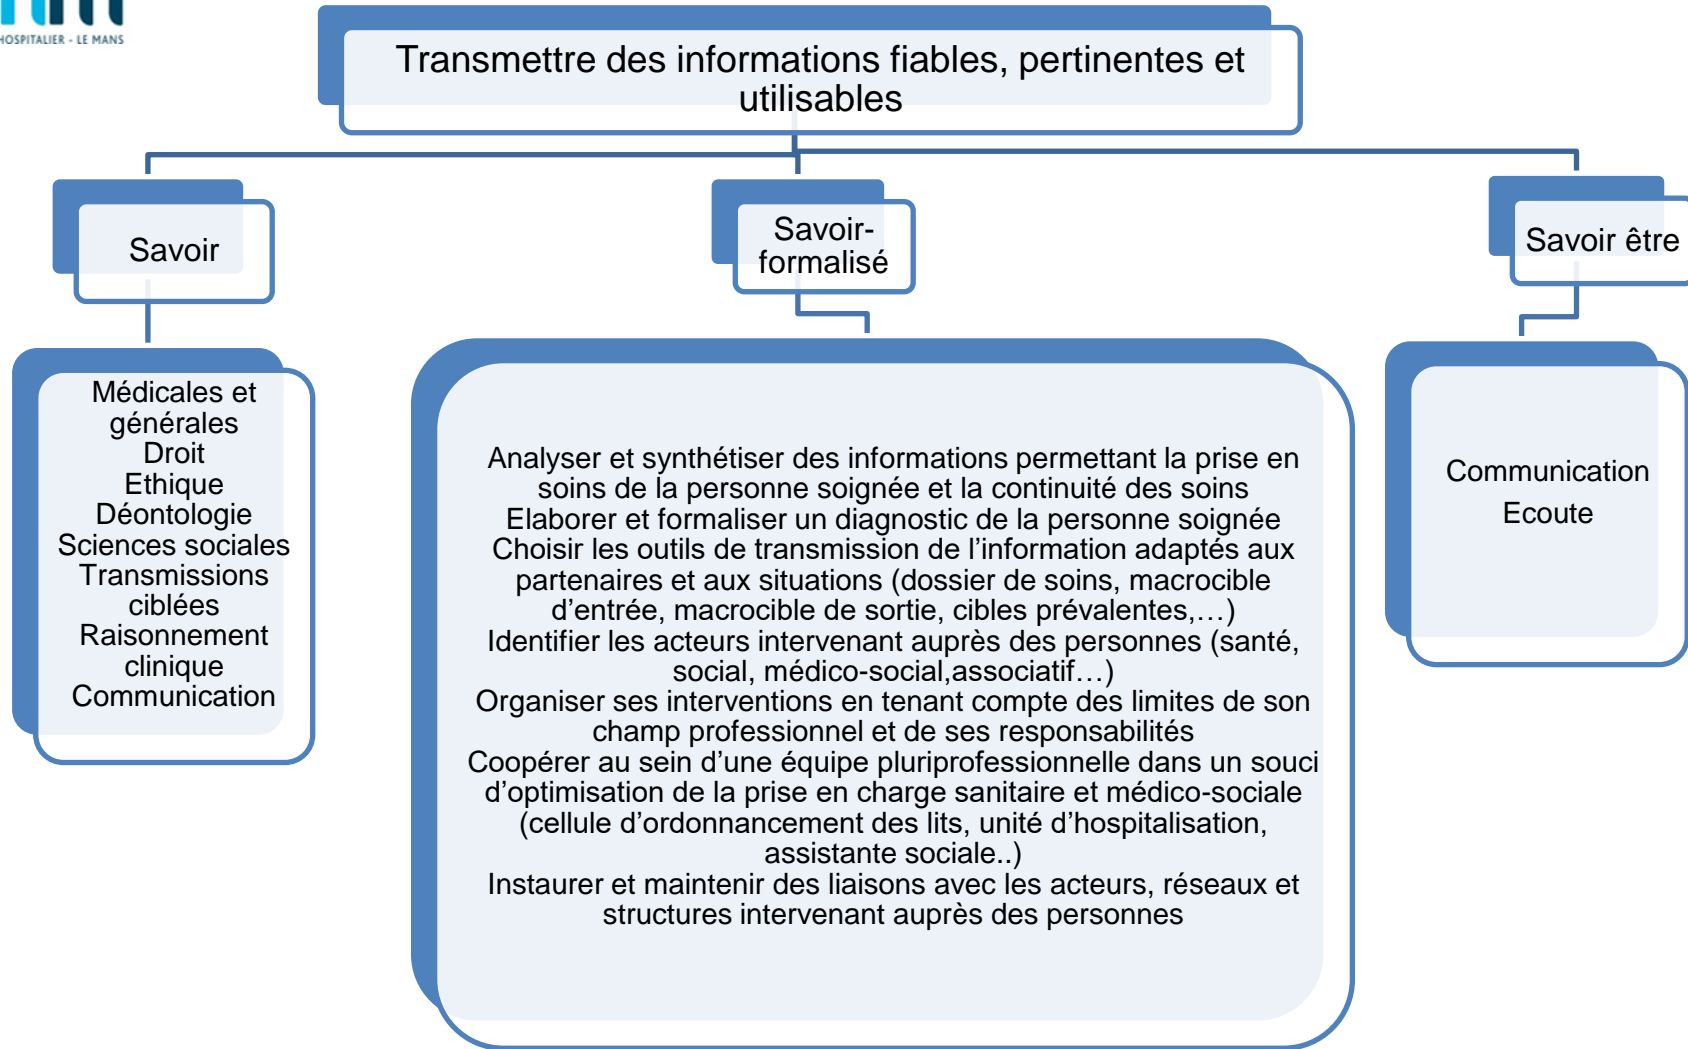 HOSPITALIER - LE MANS
Transmettre des informations fiables, pertinentes et
utilisables
Savoir
Savoir-
formalisé
Savoir être
Médicales et
générales
Droit
Ethique
Déontologie
Sciences sociales
Transmissions
ciblées
Raisonnement
clinique
Communication
Analyser et synthétiser des informations permettant la prise en
soins de la personne soignée et la continuité des soins
Elaborer et formaliser un diagnostic de la personne soignée
Choisir les outils de transmission de l’information adaptés aux
partenaires et aux situations (dossier de soins, macrocible
d’entrée, macrocible de sortie, cibles prévalentes,…)
Identifier les acteurs intervenant auprès des personnes (santé,
social, médico-social,associatif…)
Organiser ses interventions en tenant compte des limites de son
champ professionnel et de ses responsabilités
Coopérer au sein d’une équipe pluriprofessionnelle dans un souci
d’optimisation de la prise en charge sanitaire et médico-sociale
(cellule d’ordonnancement des lits, unité d’hospitalisation,
assistante sociale..)
Instaurer et maintenir des liaisons avec les acteurs, réseaux et
structures intervenant auprès des personnes
Communication
Ecoute